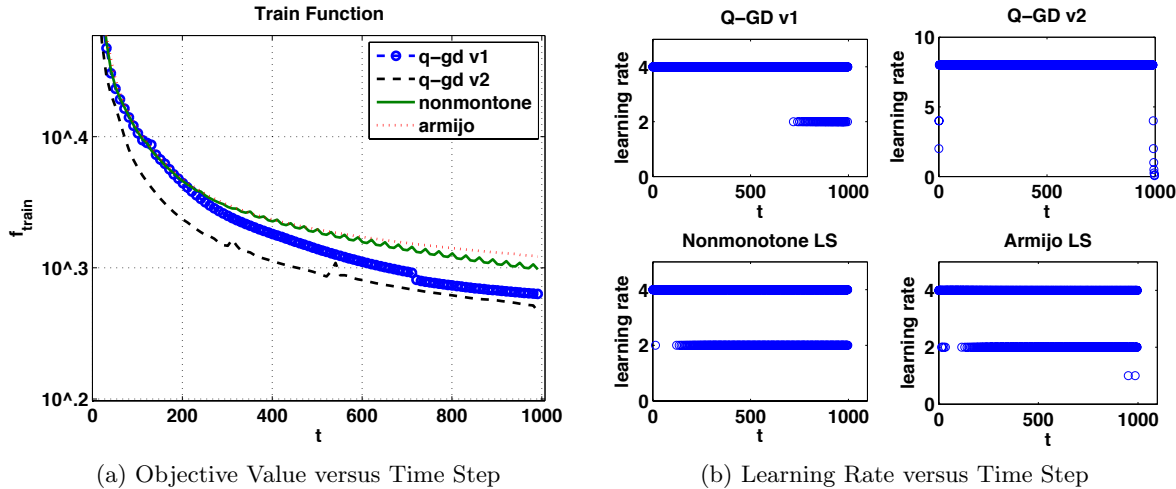 Train Function
q-gd v1
q-gd v2
nonmontone
armijo
10^.4
10^.3
10^.2
f_train
0 200 400 600 800 1000
t
(a) Objective Value versus Time Step
Q-GD v1
learning rate
4
2
0
0 500 1000
t
Q-GD v2
learning rate
10
8
5
2
0
0 500 1000
t
Nonmonotone LS
learning rate
4
2
0
0 500 1000
t
Armijo LS
learning rate
4
2
0
0 500 1000
t
(b) Learning Rate versus Time Step